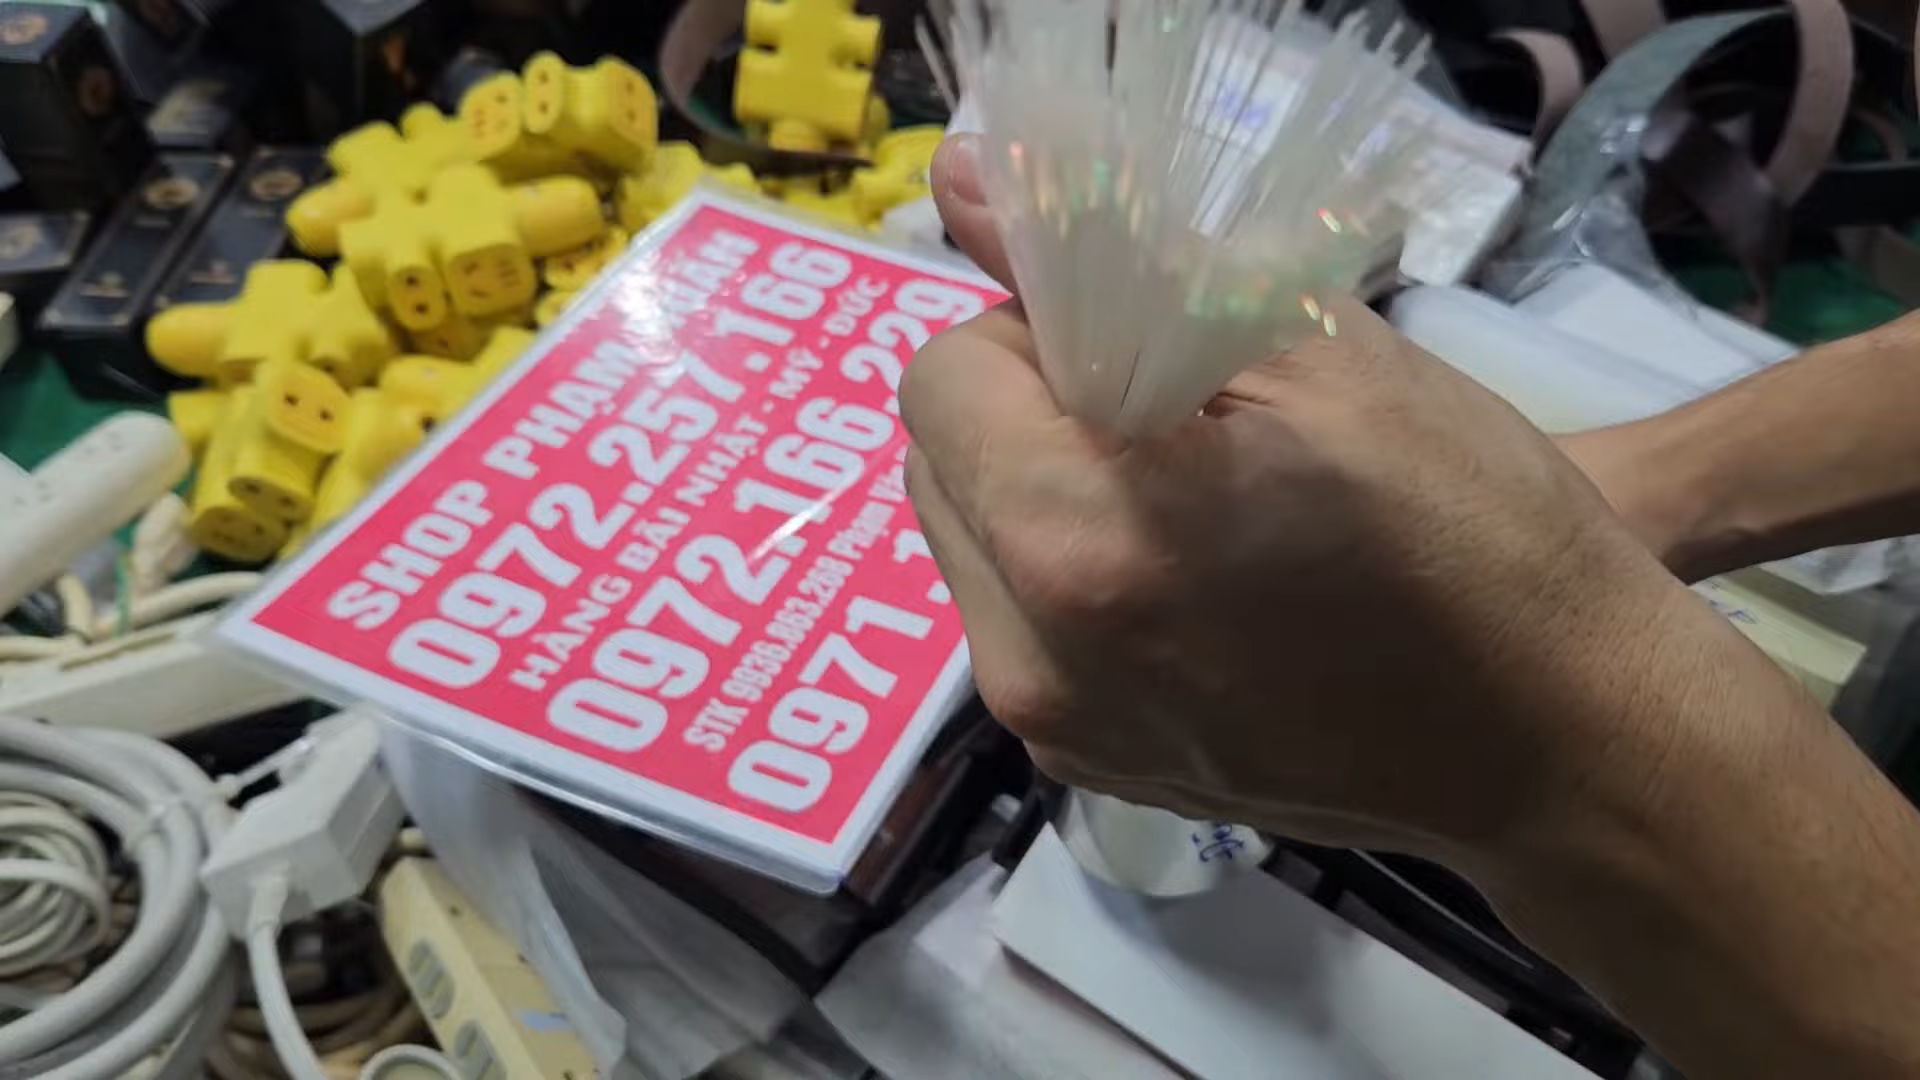 SHOP PHẠM
0972.257.166
HÀNG BÃI NHẬT - MỸ - ĐỨC
0972.166.229
STK 9936.863.268 Phạm
0971.1